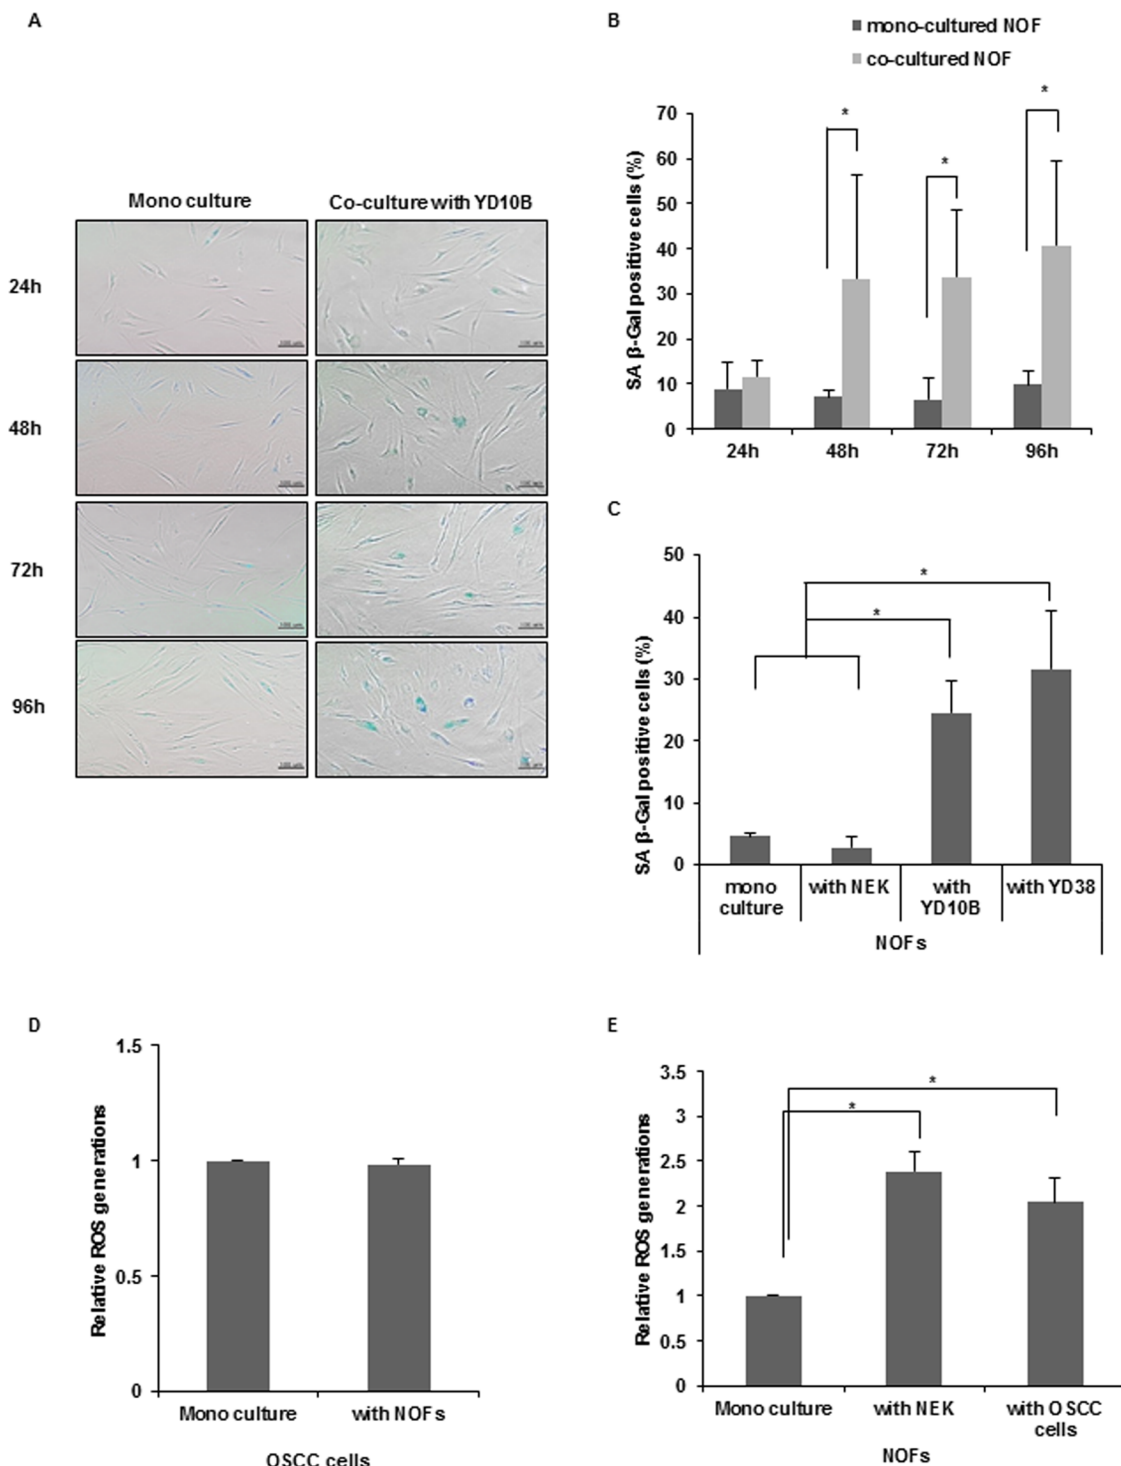 A
Mono culture
Co-culture with YD10B
24h
48h
72h
96h
B
mono-cultured NOF
co-cultured NOF
SA β-Gal positive cells (%)
70
60
50
40
30
20
10
0
*
*
*
24h
48h
72h
96h
C
SA β-Gal positive cells (%)
50
40
30
20
10
0
*
*
mono
culture
with NEK
with
YD10B
with YD38
NOFs
D
Relative ROS generations
1.5
1
0.5
0
Mono culture
with NOFs
OSCC cells
E
Relative ROS generations
3.5
3
2.5
2
1.5
1
0.5
0
*
*
Mono culture
with NEK
with OSCC
cells
NOFs